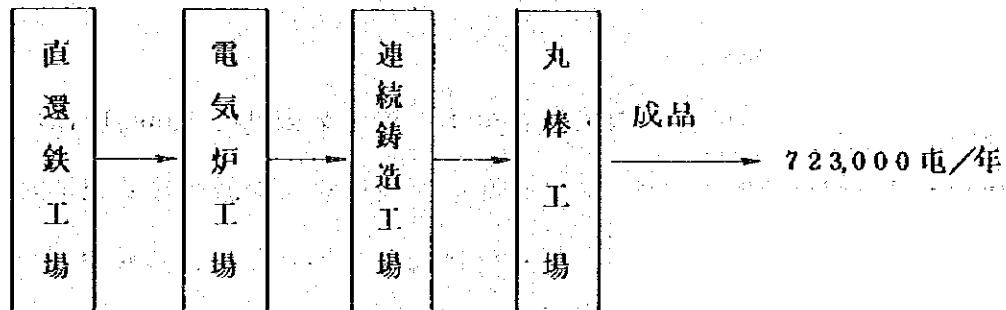 直還鉄工場
電気炉工場
連続鋳造工場
丸棒工場
成品
723,000屯/年